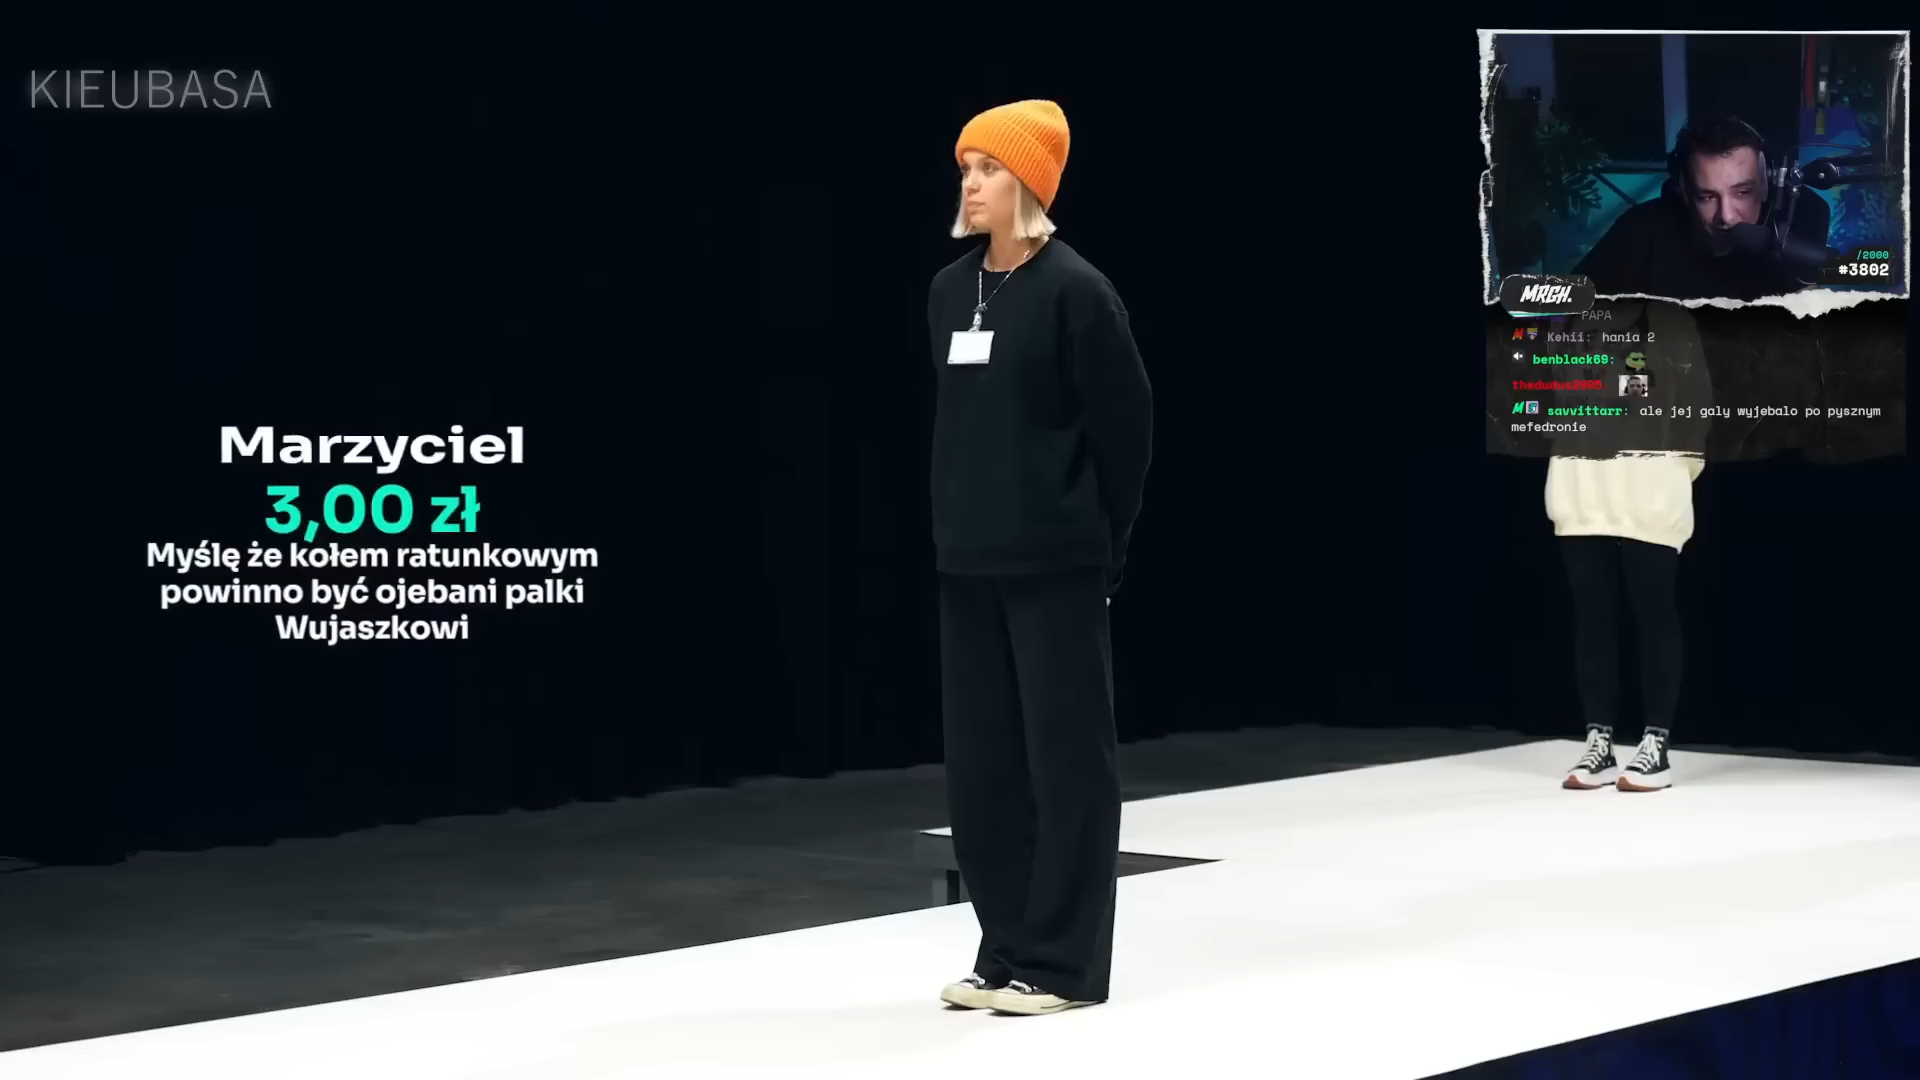 KIEUBASA
Marzyciel
3,00 zł
Myślę że kołem ratunkowym
powinno być ojebani palki
Wujaszkowi
/2000
#3802
MRGH.
PAPA
Kehii: hania 2
benblack69:
savvittarr: ale jej galy wyjebalo po pysznym
mefedronie